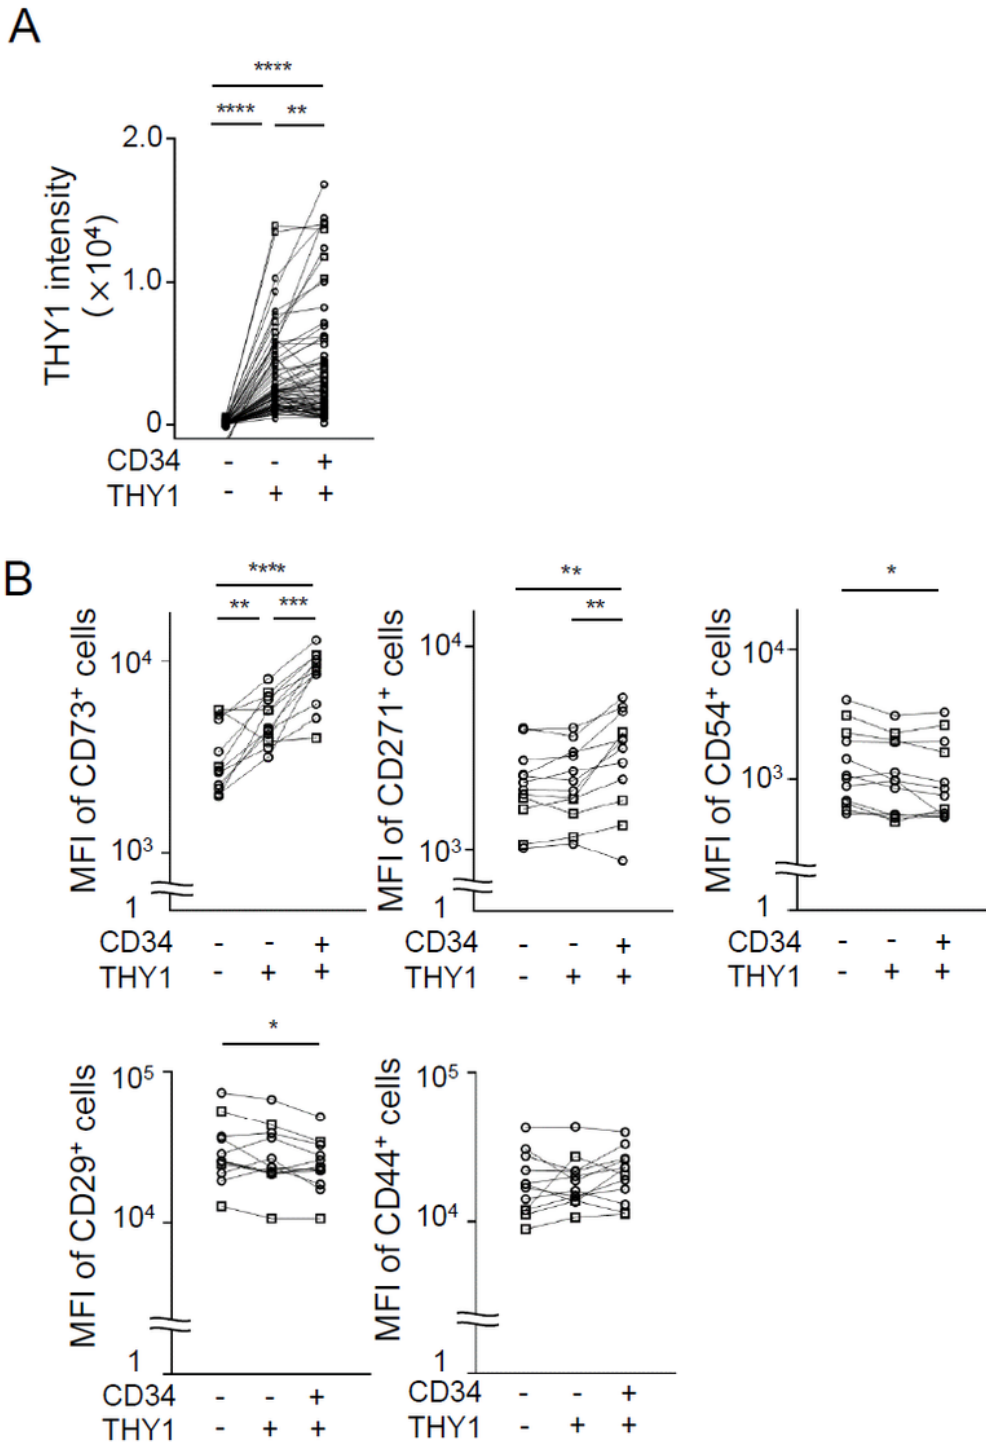 A
****
**** **
THY1 intensity
(×10⁴)
2.0
1.0
0
CD34 - - +
THY1 - + +
B
****
** ***
MFI of CD73⁺ cells
10⁴
10³
1
CD34 - - +
THY1 - + +
**
**
MFI of CD271⁺ cells
10⁴
10³
1
CD34 - - +
THY1 - + +
*
MFI of CD54⁺ cells
10⁴
10³
1
CD34 - - +
THY1 - + +
*
MFI of CD29⁺ cells
10⁵
10⁴
1
CD34 - - +
THY1 - + +
MFI of CD44⁺ cells
10⁵
10⁴
1
CD34 - - +
THY1 - + +